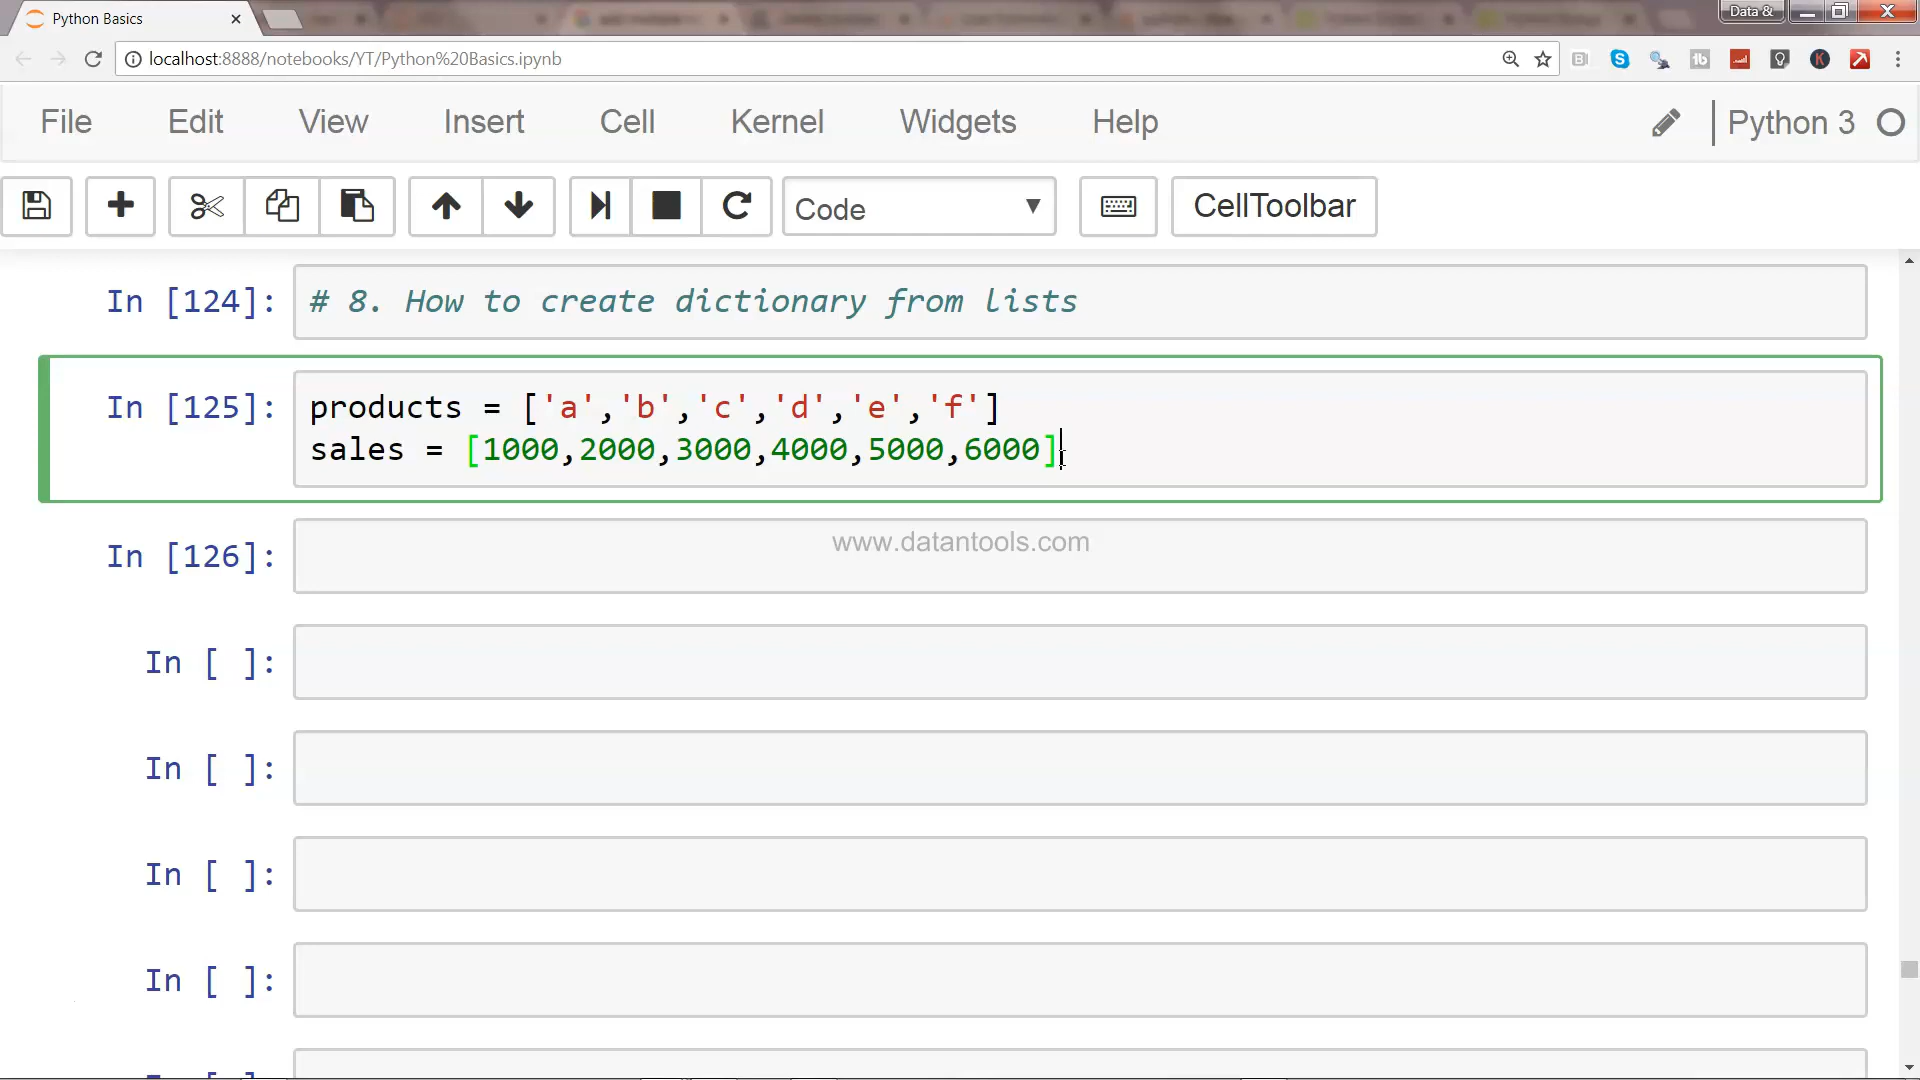 Python Basics
Data &
localhost:8888/notebooks/YT/Python%20Basics.ipynb
File Edit View Insert Cell Kernel Widgets Help Python 3
Code CellToolbar
In [124]: # 8. How to create dictionary from lists
In [125]: products = ['a','b','c','d','e','f']
sales = [1000,2000,3000,4000,5000,6000]
In [126]:
www.datantools.com
In [ ]:
In [ ]:
In [ ]:
In [ ]: